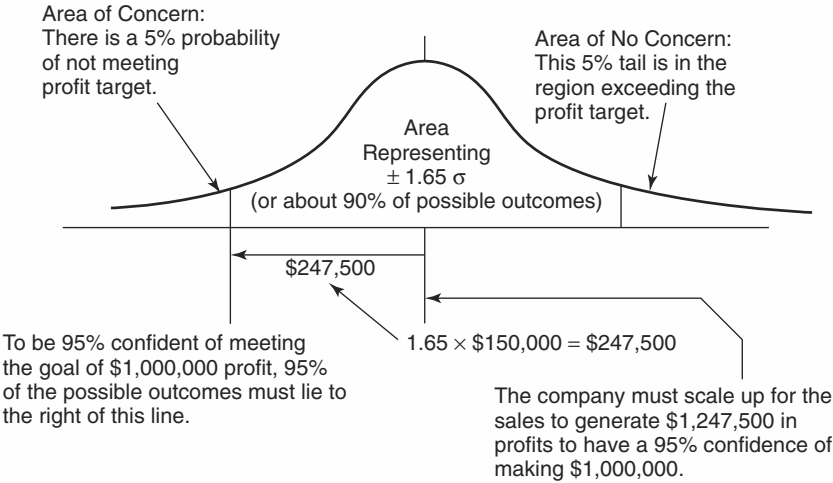 Area of Concern:
There is a 5% probability
of not meeting
profit target.
Area of No Concern:
This 5% tail is in the
region exceeding the
profit target.
Area
Representing
± 1.65 σ
(or about 90% of possible outcomes)
$247,500
To be 95% confident of meeting
the goal of $1,000,000 profit, 95%
of the possible outcomes must lie to
the right of this line.
1.65 × $150,000 = $247,500
The company must scale up for the
sales to generate $1,247,500 in
profits to have a 95% confidence of
making $1,000,000.